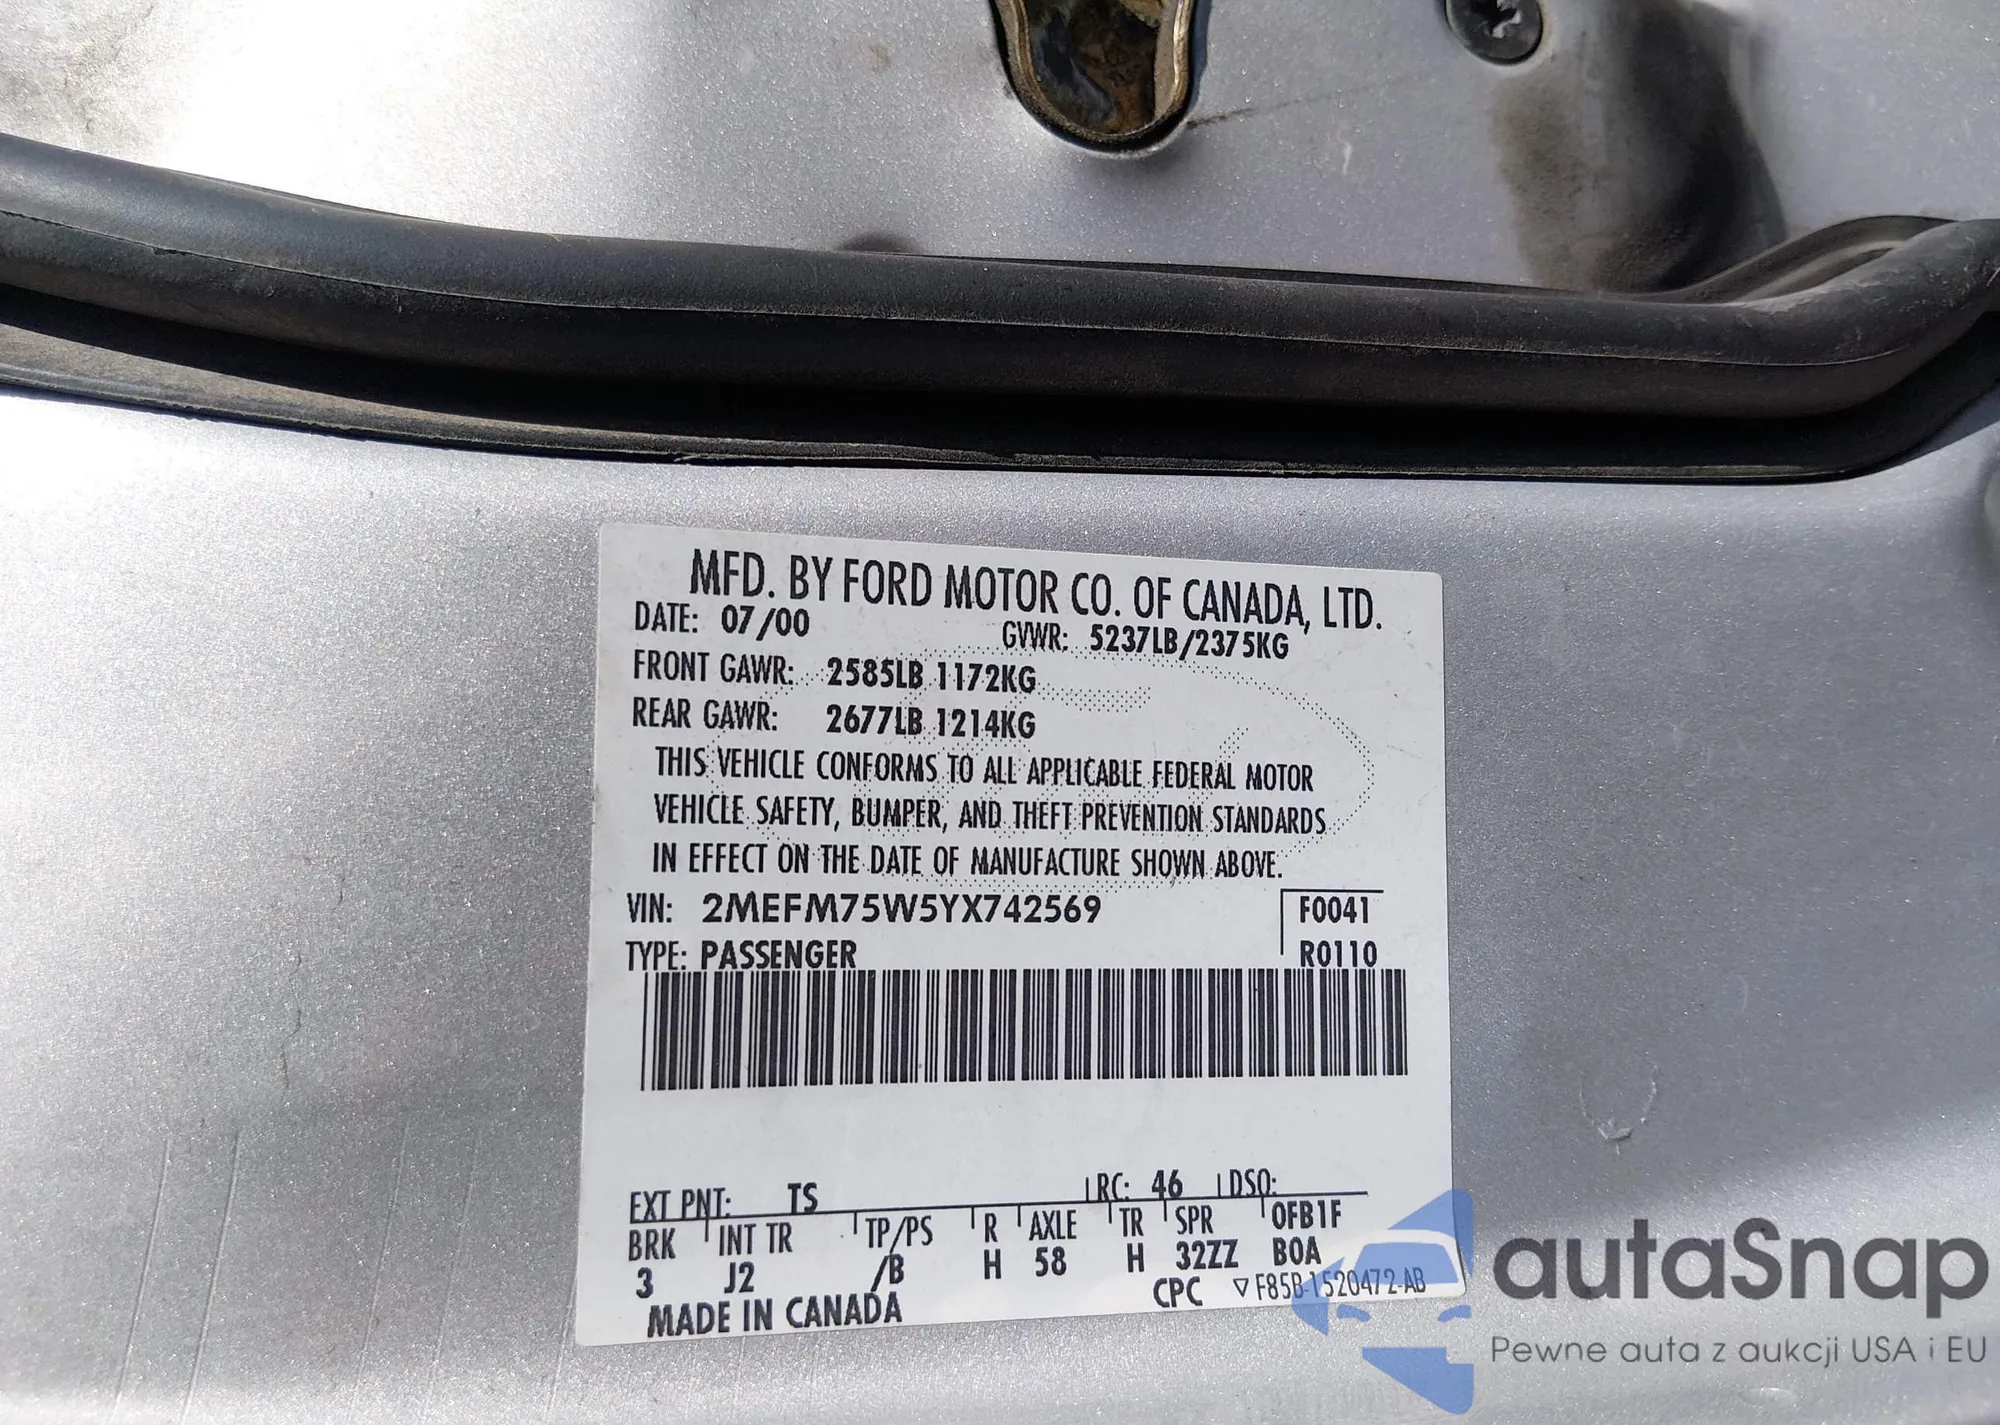 MFD. BY FORD MOTOR CO. OF CANADA, LTD.
DATE: 07/00
GVWR: 5237LB/2375KG
FRONT GAWR: 2585LB 1172KG
REAR GAWR: 2677LB 1214KG
THIS VEHICLE CONFORMS TO ALL APPLICABLE FEDERAL MOTOR
VEHICLE SAFETY, BUMPER, AND THEFT PREVENTION STANDARDS
IN EFFECT ON THE DATE OF MANUFACTURE SHOWN ABOVE.
VIN: 2MEFM75W5YX742569 F0041
TYPE: PASSENGER R0110
EXT PNT: TS RC: 46 DSO:
BRK INT TR TP/PS R AXLE TR SPR 0FB1F
3 J2 /B H 58 H 32ZZ BOA
MADE IN CANADA CPC ▽ F85B-1520472-AB
autaSnap
Pewne auta z aukcji USA i EU